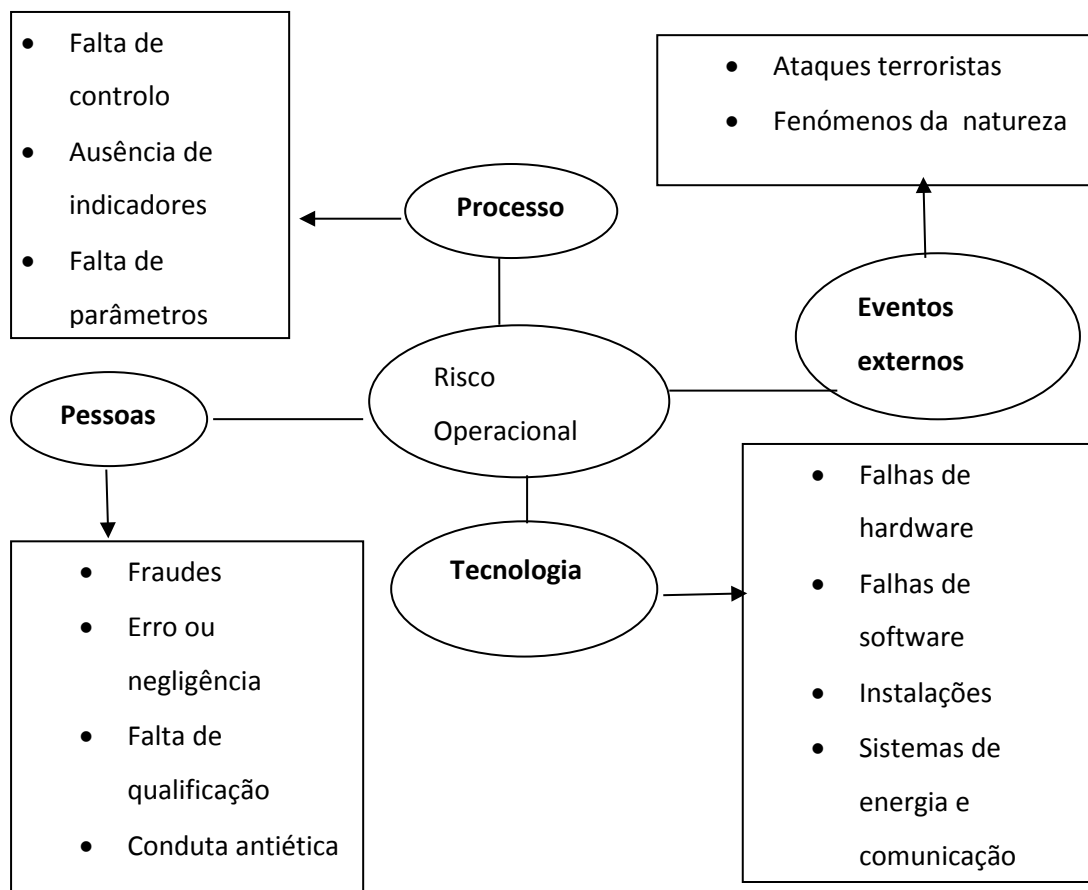 • Falta de
controlo
• Ausência de
indicadores
• Falta de
parâmetros
• Ataques terroristas
• Fenómenos da natureza
Processo
Eventos
externos
Risco
Operacional
Pessoas
Tecnologia
• Fraudes
• Erro ou
negligência
• Falta de
qualificação
• Conduta antiética
• Falhas de
hardware
• Falhas de
software
• Instalações
• Sistemas de
energia e
comunicação